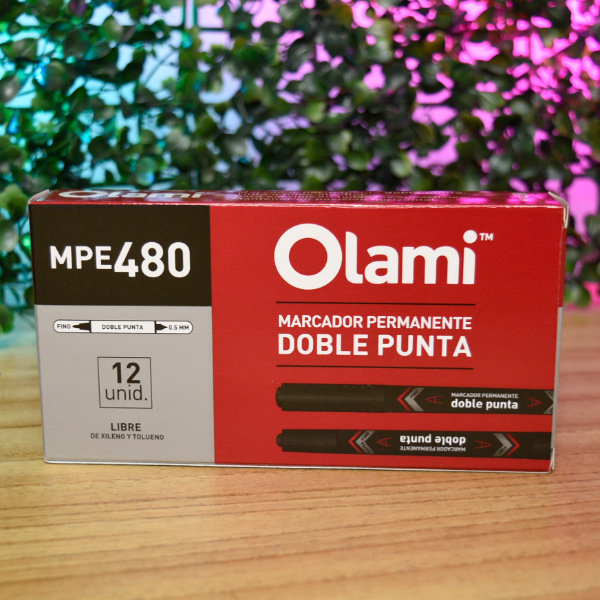 Olami
MPE480
FINO DOBLE PUNTA 0.5 MM
12
unid.
LIBRE
DE XILENO Y TOLUENO
Olami™
MARCADOR PERMANENTE
DOBLE PUNTA
MARCADOR PERMANENTE
doble punta
MARCADOR PERMANENTE
doble punta